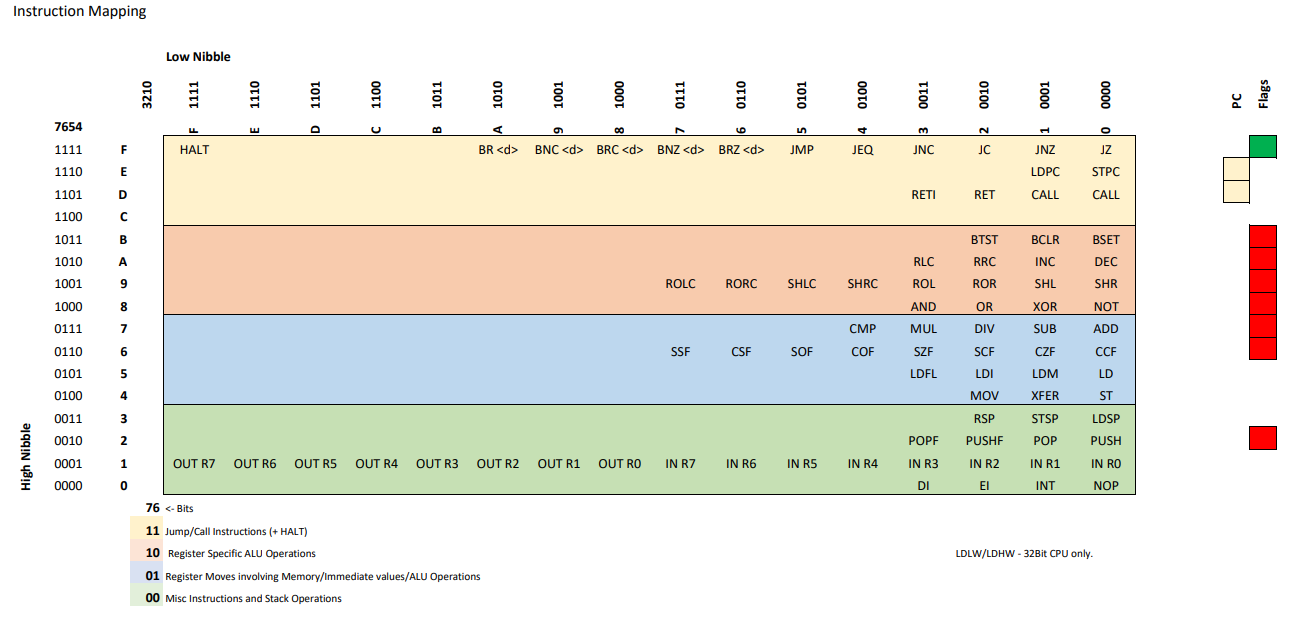 Instruction Mapping
Low Nibble
3210 1111 1110 1101 1100 1011 1010 1001 1000 0111 0110 0101 0100 0011 0010 0001 0000 PC Flags
7654 F E D C B A 9 8 7 6 5 4 3 2 1 0
1111 F HALT BR <d> BNC <d> BRC <d> BNZ <d> BRZ <d> JMP JEQ JNC JC JNZ JZ
1110 E LDPC STPC
1101 D RETI RET CALL CALL
1100 C
1011 B BTST BCLR BSET
1010 A RLC RRC INC DEC
1001 9 ROLC RORC SHLC SHRC ROL ROR SHL SHR
1000 8 AND OR XOR NOT
0111 7 CMP MUL DIV SUB ADD
0110 6 SSF CSF SOF COF SZF SCF CZF CCF
0101 5 LDFL LDI LDM LD
0100 4 MOV XFER ST
0011 3 RSP STSP LDSP
0010 2 POPF PUSHF POP PUSH
0001 1 OUT R7 OUT R6 OUT R5 OUT R4 OUT R3 OUT R2 OUT R1 OUT R0 IN R7 IN R6 IN R5 IN R4 IN R3 IN R2 IN R1 IN R0
0000 0 DI EI INT NOP
High Nibble
76 <- Bits
11 Jump/Call Instructions (+ HALT)
10 Register Specific ALU Operations LDLW/LDHW - 32Bit CPU only.
01 Register Moves involving Memory/Immediate values/ALU Operations
00 Misc Instructions and Stack Operations